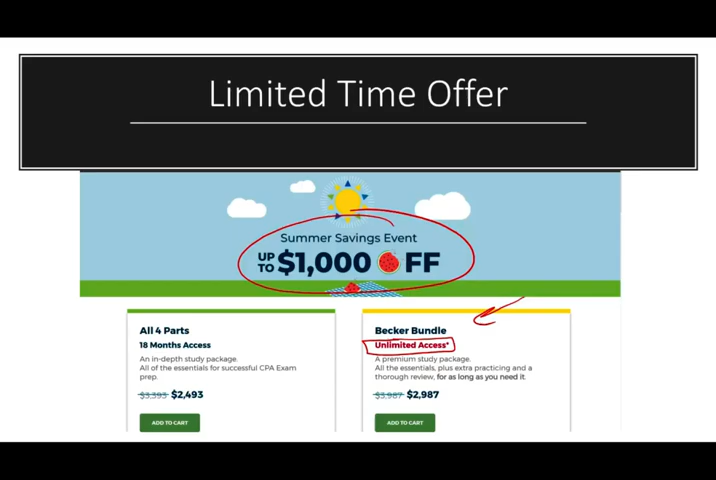 Limited Time Offer
Summer Savings Event
UP TO $1,000 OFF
All 4 Parts
18 Months Access
An in-depth study package.
All of the essentials for successful CPA Exam
prep.
$3,393 $2,493
ADD TO CART
Becker Bundle
Unlimited Access*
A premium study package.
All the essentials, plus extra practicing and a
thorough review, for as long as you need it.
$3,987 $2,987
ADD TO CART